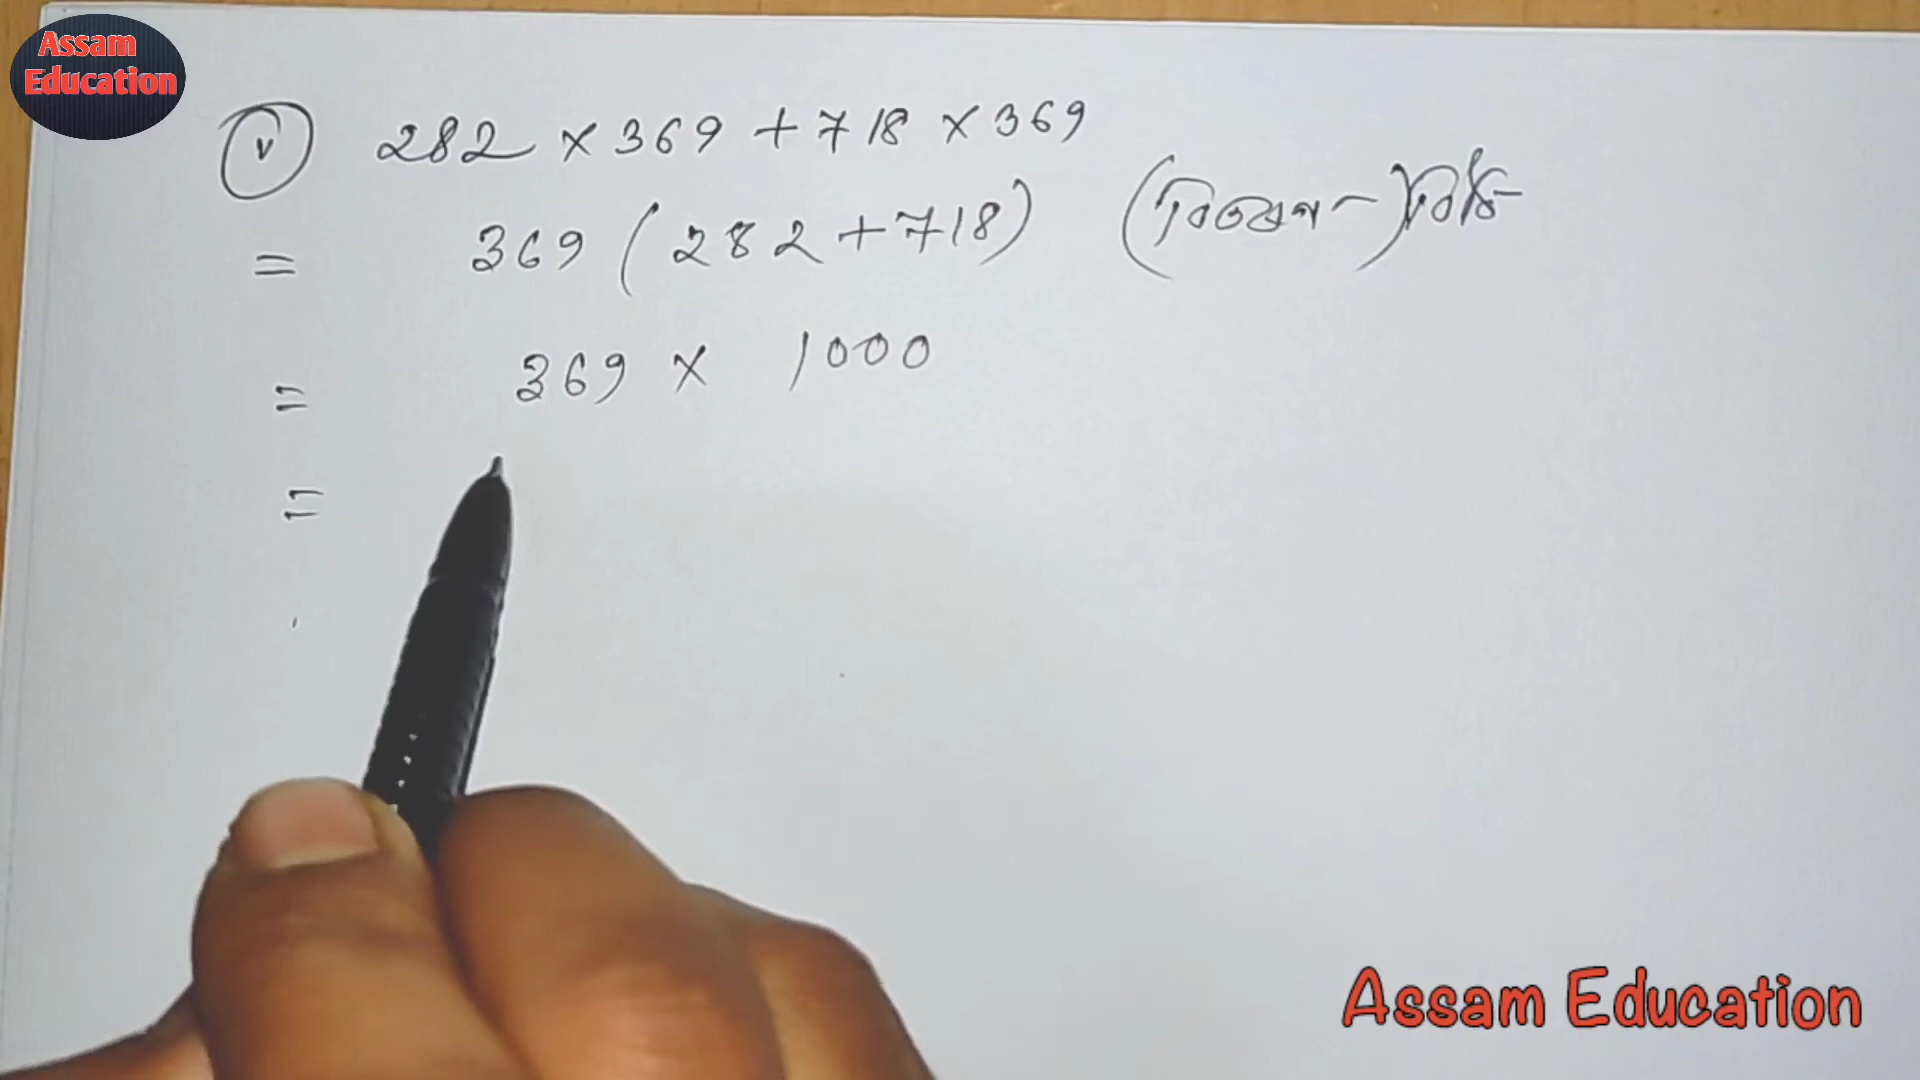 Assam
Education
v 282 × 369 + 718 × 369
= 369 ( 282 + 718 ) (বিতৰণ - বিধি)
= 369 × 1000
=
Assam Education